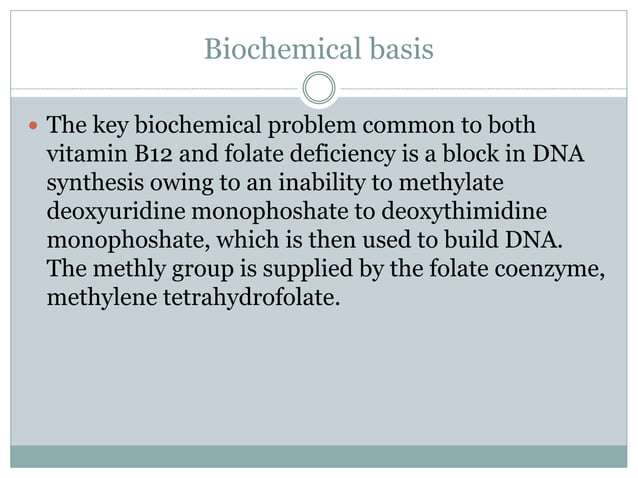 Biochemical basis
• The key biochemical problem common to both
vitamin B12 and folate deficiency is a block in DNA
synthesis owing to an inability to methylate
deoxyuridine monophoshate to deoxythimidine
monophoshate, which is then used to build DNA.
The methly group is supplied by the folate coenzyme,
methylene tetrahydrofolate.